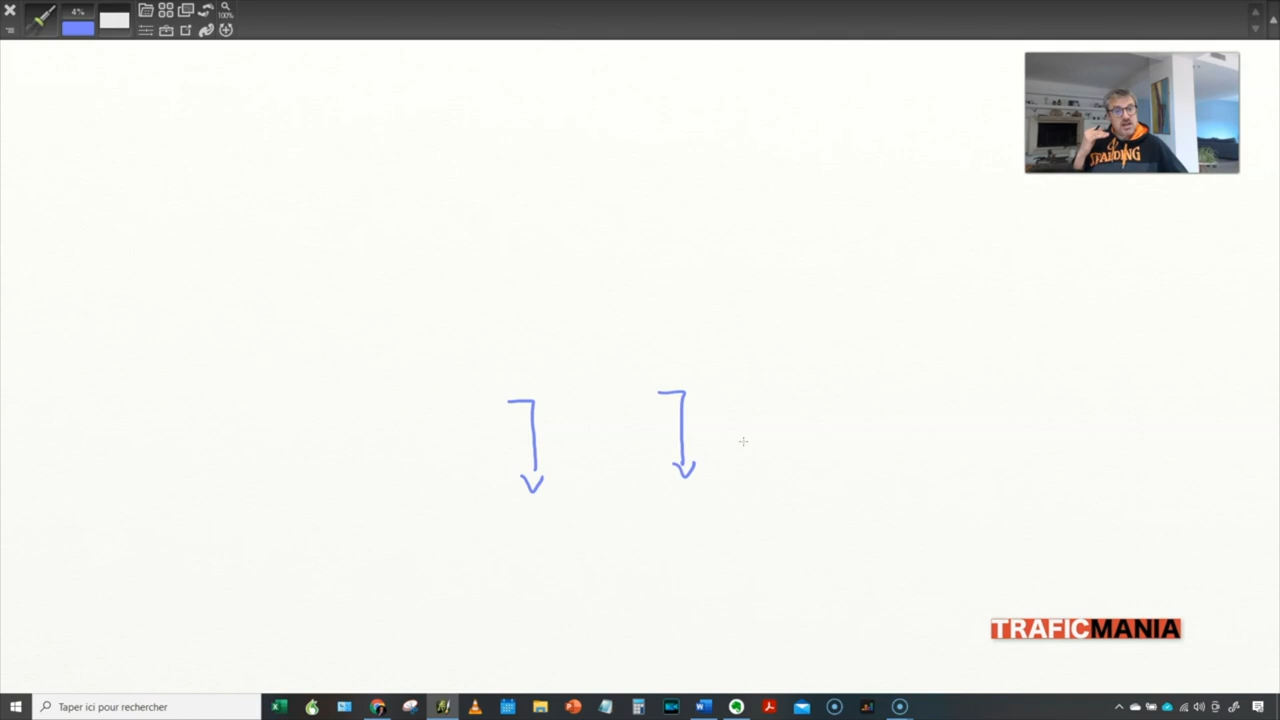 4%
100%
SPALDING
TRAFICMANIA
Taper ici pour rechercher